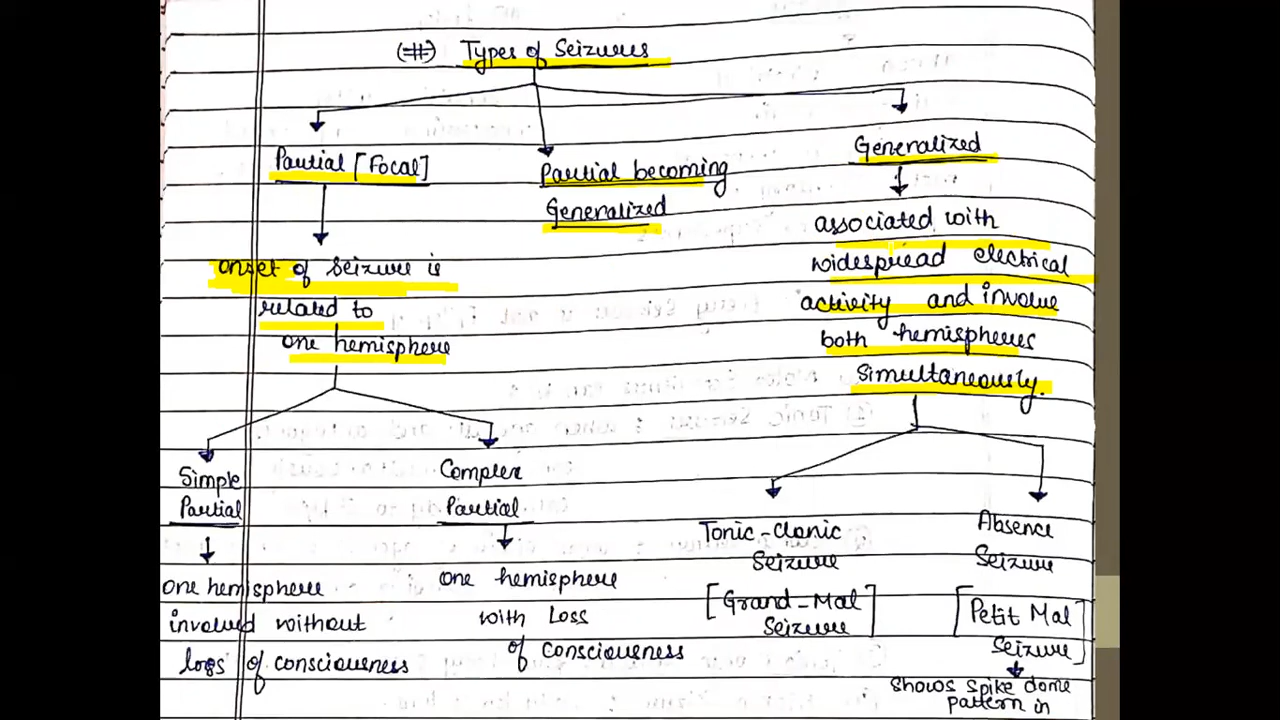 (#) Types of Seizures
Partial [Focal]
Partial becoming
Generalized
Generalized
onset of seizure is
related to
one hemisphere
associated with
widespread electrical
activity and involve
both hemispheres
Simultaneously.
Simple
Partial
one hemisphere
involved without
loss of consciousness
Complex
Partial
one hemisphere
with Loss
of consciousness
Tonic-clonic
Seizure
[Grand-Mal
Seizure]
Absence
Seizure
[Petit Mal
Seizure]
shows spike dome
pattern in